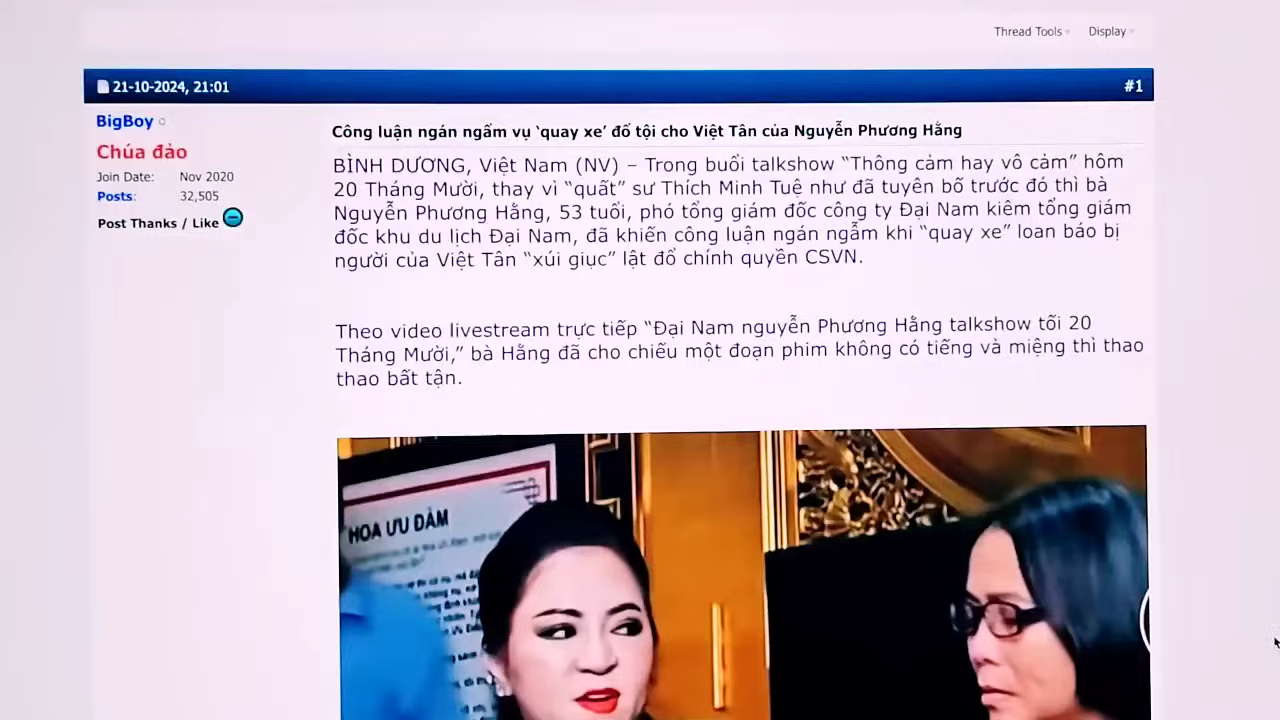 Thread Tools
Display
21-10-2024, 21:01
#1
BigBoy
Chúa đảo
Join Date: Nov 2020
Posts: 32,505
Post Thanks / Like
Công luận ngán ngẩm vụ ‘quay xe’ đổ tội cho Việt Tân của Nguyễn Phương Hằng
BÌNH DƯƠNG, Việt Nam (NV) – Trong buổi talkshow “Thông cảm hay vô cảm” hôm
20 Tháng Mười, thay vì “quất” sư Thích Minh Tuệ như đã tuyên bố trước đó thì bà
Nguyễn Phương Hằng, 53 tuổi, phó tổng giám đốc công ty Đại Nam kiêm tổng giám
đốc khu du lịch Đại Nam, đã khiến công luận ngán ngẩm khi “quay xe” loan báo bị
người của Việt Tân “xúi giục” lật đổ chính quyền CSVN.
Theo video livestream trực tiếp “Đại Nam nguyễn Phương Hằng talkshow tối 20
Tháng Mười,” bà Hằng đã cho chiếu một đoạn phim không có tiếng và miệng thì thao
thao bất tận.
HOA ƯU ĐÀM